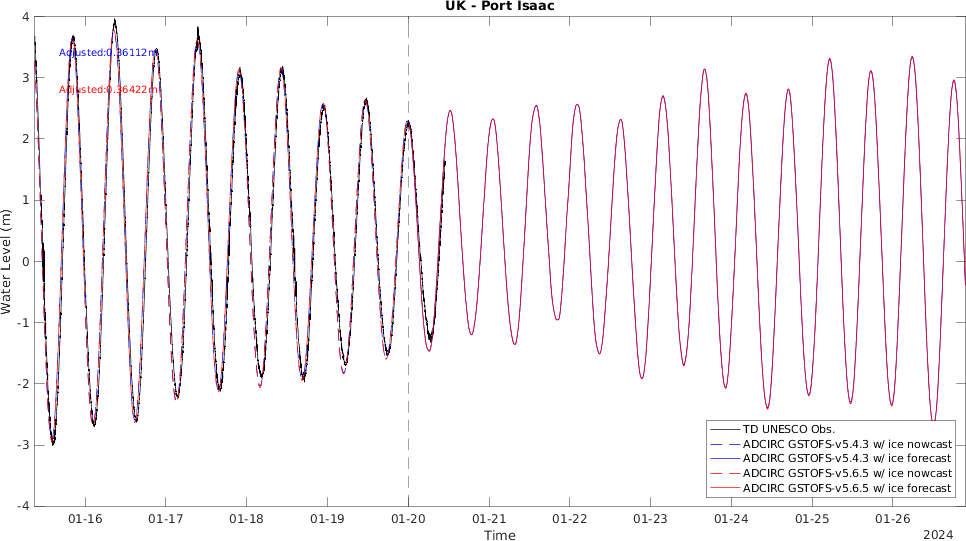 UK - Port Isaac
4
3
2
1
0
-1
-2
-3
-4
Water Level (m)
Adjusted:0.36112m
Adjusted:0.36422m
TD UNESCO Obs.
ADCIRC GSTOFS-v5.4.3 w/ ice nowcast
ADCIRC GSTOFS-v5.4.3 w/ ice forecast
ADCIRC GSTOFS-v5.6.5 w/ ice nowcast
ADCIRC GSTOFS-v5.6.5 w/ ice forecast
01-16 01-17 01-18 01-19 01-20 01-21 01-22 01-23 01-24 01-25 01-26
Time
2024